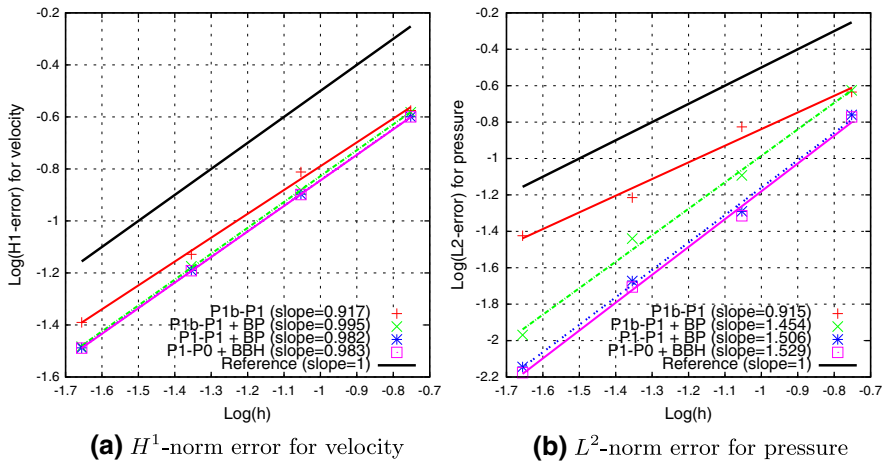 -0.2
-0.4
-0.6
-0.8
-1
-1.2
-1.4
-1.6
Log(H1-error) for velocity
P1b-P1 (slope=0.917)
P1b-P1 + BP (slope=0.995)
P1-P1 + BP (slope=0.982)
P1-P0 + BBH (slope=0.983)
Reference (slope=1)
-1.7 -1.6 -1.5 -1.4 -1.3 -1.2 -1.1 -1 -0.9 -0.8 -0.7
Log(h)
(a) H¹-norm error for velocity
-0.2
-0.4
-0.6
-0.8
-1
-1.2
-1.4
-1.6
-1.8
-2
-2.2
Log(L2-error) for pressure
P1b-P1 (slope=0.915)
P1b-P1 + BP (slope=1.454)
P1-P1 + BP (slope=1.506)
P1-P0 + BBH (slope=1.529)
Reference (slope=1)
-1.7 -1.6 -1.5 -1.4 -1.3 -1.2 -1.1 -1 -0.9 -0.8 -0.7
Log(h)
(b) L²-norm error for pressure